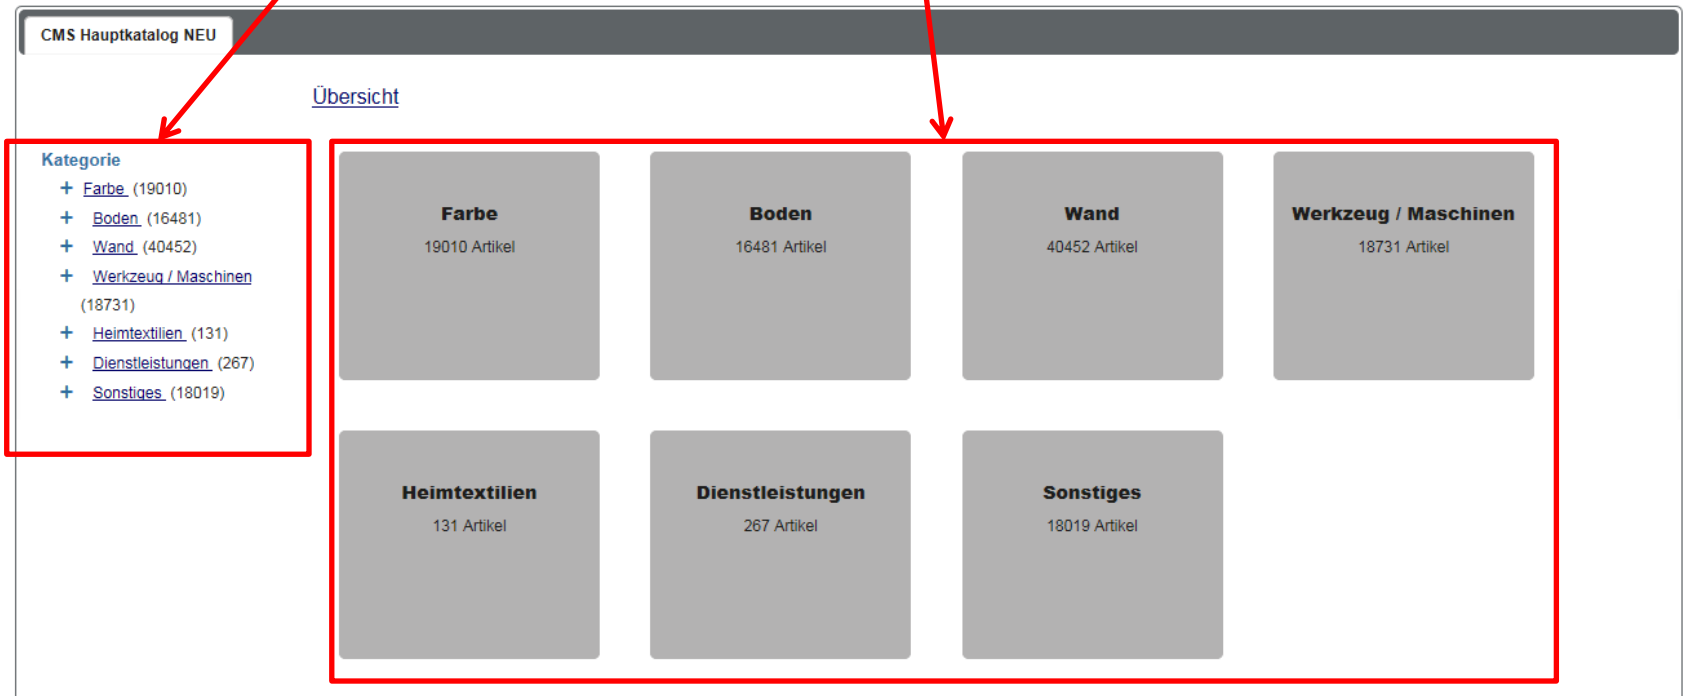 CMS Hauptkatalog NEU
Übersicht
Kategorie
+ Farbe (19010)
+ Boden (16481)
+ Wand (40452)
+ Werkzeug / Maschinen
(18731)
+ Heimtextilien (131)
+ Dienstleistungen (267)
+ Sonstiges (18019)
Farbe
19010 Artikel
Boden
16481 Artikel
Wand
40452 Artikel
Werkzeug / Maschinen
18731 Artikel
Heimtextilien
131 Artikel
Dienstleistungen
267 Artikel
Sonstiges
18019 Artikel